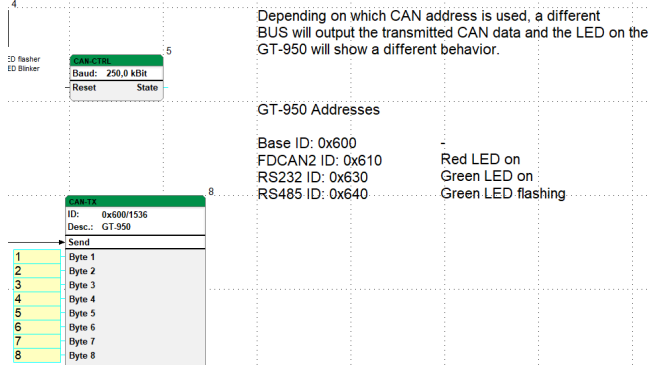 4
Depending on which CAN address is used, a different
BUS will output the transmitted CAN data and the LED on the
GT-950 will show a different behavior.
ED flasher
ED Blinker
5
CAN-CTRL
Baud: 250,0 kBit
Reset State
GT-950 Addresses
Base ID: 0x600 -
FDCAN2 ID: 0x610 Red LED on
RS232 ID: 0x630 Green LED on
RS485 ID: 0x640 Green LED flashing
8
CAN-TX
ID: 0x600/1536
Desc.: GT-950
Send
1 Byte 1
2 Byte 2
3 Byte 3
4 Byte 4
5 Byte 5
6 Byte 6
7 Byte 7
8 Byte 8